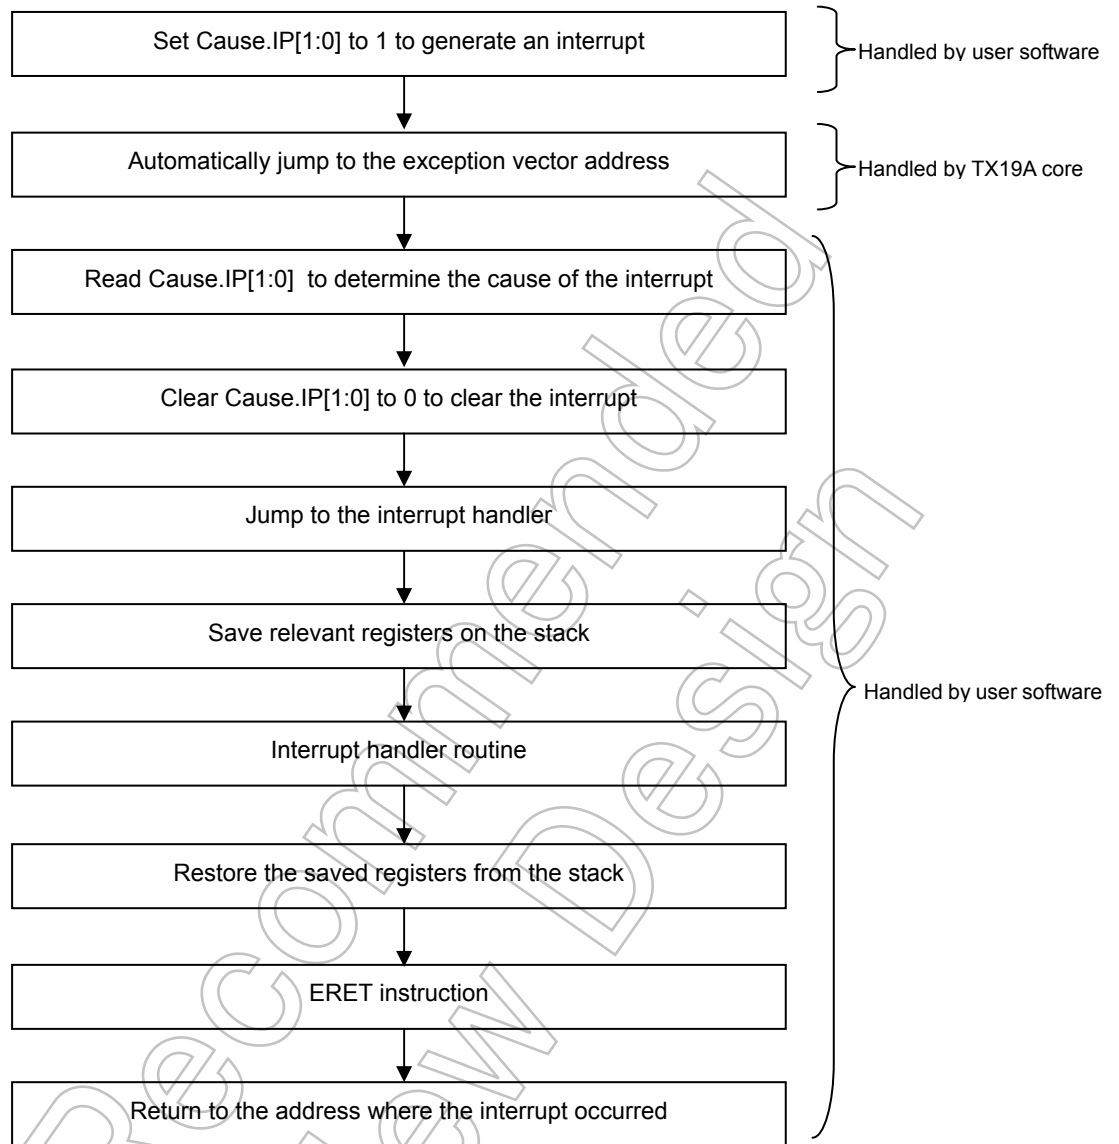 Set Cause.IP[1:0] to 1 to generate an interrupt
Handled by user software
Automatically jump to the exception vector address
Handled by TX19A core
Read Cause.IP[1:0] to determine the cause of the interrupt
Clear Cause.IP[1:0] to 0 to clear the interrupt
Jump to the interrupt handler
Save relevant registers on the stack
Handled by user software
Interrupt handler routine
Restore the saved registers from the stack
ERET instruction
Return to the address where the interrupt occurred
Recommended
Design